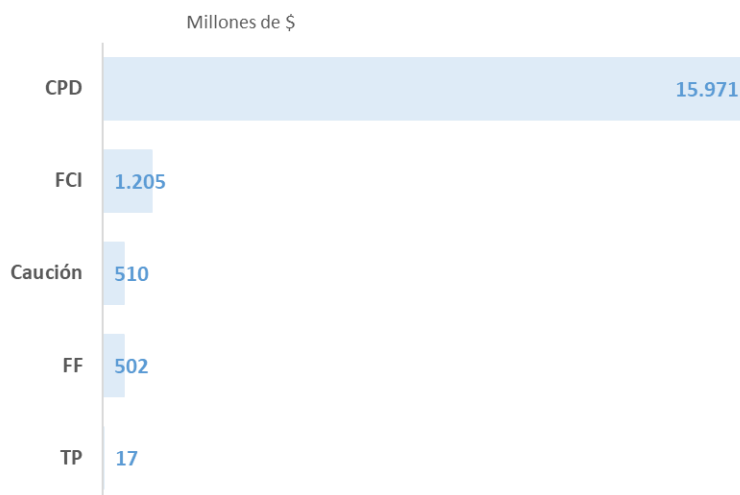 Millones de $
CPD 15.971
FCI 1.205
Caución 510
FF 502
TP 17